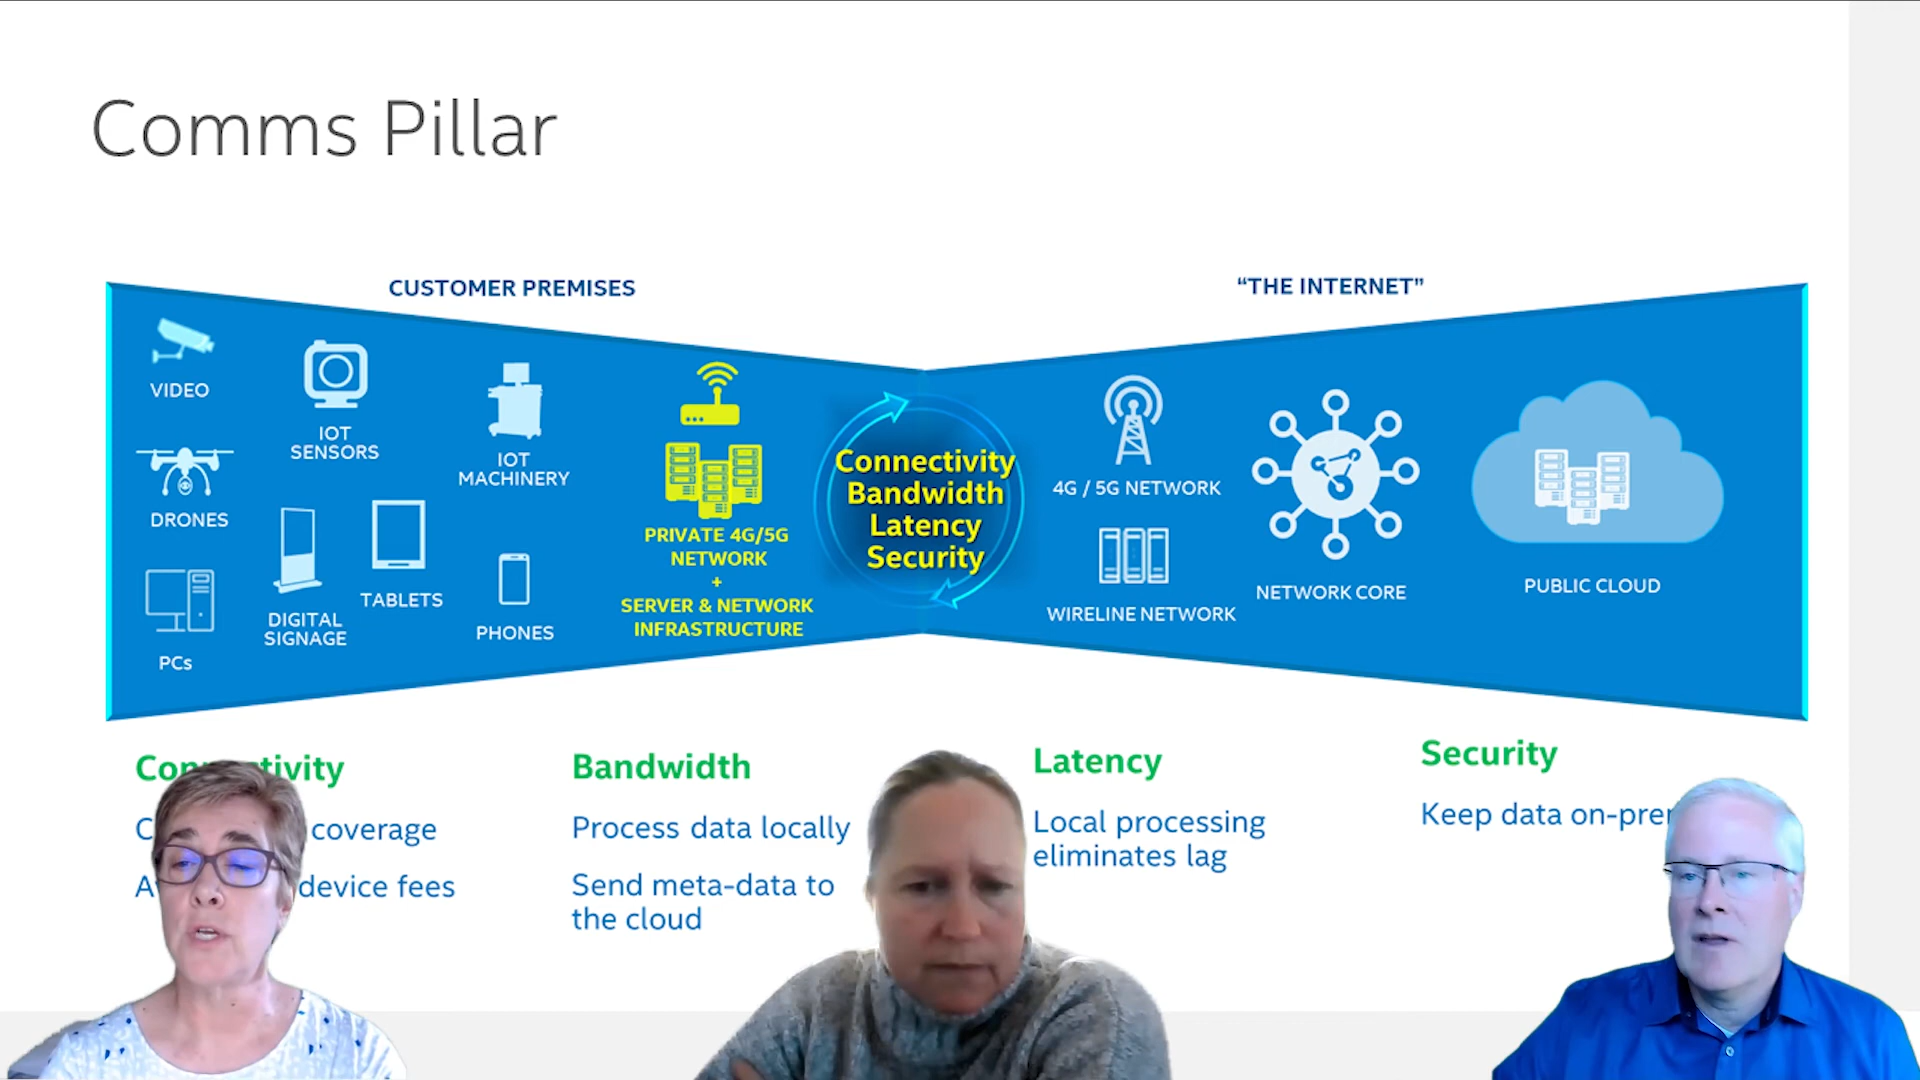 Comms Pillar
CUSTOMER PREMISES
“THE INTERNET”
VIDEO
IOT
SENSORS
IOT
MACHINERY
DRONES
DIGITAL
SIGNAGE
TABLETS
PHONES
PCs
PRIVATE 4G/5G
NETWORK
+
SERVER & NETWORK
INFRASTRUCTURE
Connectivity
Bandwidth
Latency
Security
4G / 5G NETWORK
WIRELINE NETWORK
NETWORK CORE
PUBLIC CLOUD
Connectivity
coverage
device fees
Bandwidth
Process data locally
Send meta-data to
the cloud
Latency
Local processing
eliminates lag
Security
Keep data